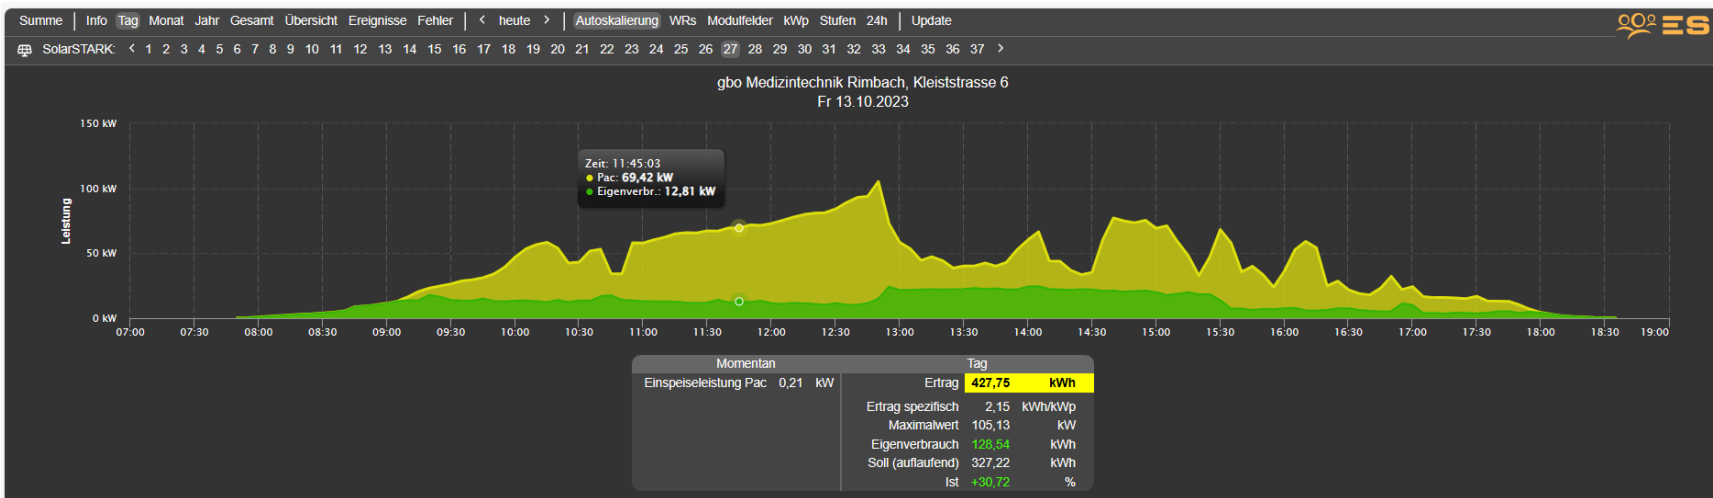 Summe | Info Tag Monat Jahr Gesamt Übersicht Ereignisse Fehler | < heute > | Autoskalierung WRs Modulfelder kWp Stufen 24h | Update
ES
SolarSTARK: < 1 2 3 4 5 6 7 8 9 10 11 12 13 14 15 16 17 18 19 20 21 22 23 24 25 26 27 28 29 30 31 32 33 34 35 36 37 >
gbo Medizintechnik Rimbach, Kleiststrasse 6
Fr 13.10.2023
150 kW
100 kW
50 kW
0 kW
Leistung
Zeit: 11:45:03
Pac: 69,42 kW
Eigenverbr.: 12,81 kW
07:00 07:30 08:00 08:30 09:00 09:30 10:00 10:30 11:00 11:30 12:00 12:30 13:00 13:30 14:00 14:30 15:00 15:30 16:00 16:30 17:00 17:30 18:00 18:30 19:00
Momentan
Einspeiseleistung Pac 0,21 kW
Tag
Ertrag 427,75 kWh
Ertrag spezifisch 2,15 kWh/kWp
Maximalwert 105,13 kW
Eigenverbrauch 128,54 kWh
Soll (auflaufend) 327,22 kWh
Ist +30,72 %